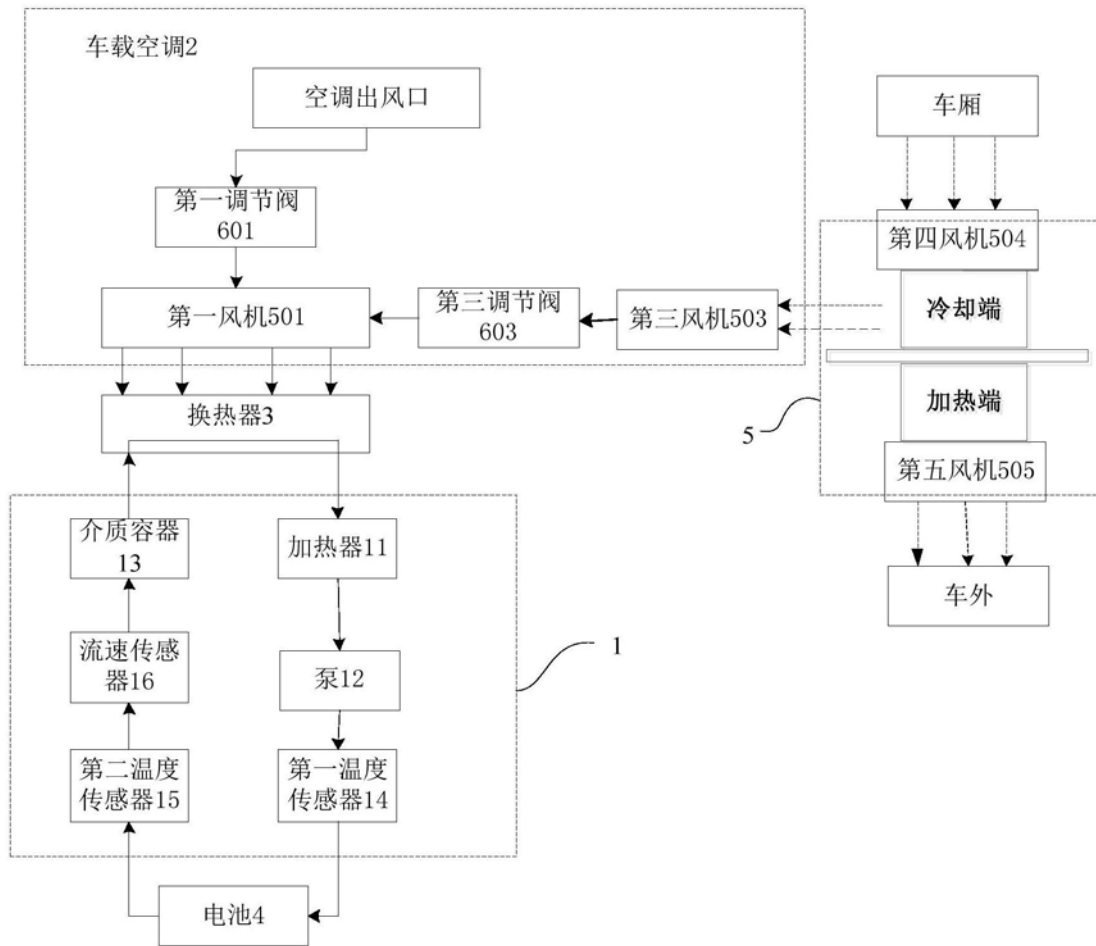 车载空调2
空调出风口
车厢
第一调节阀
601
第四风机504
第一风机501
第三调节阀
603
第三风机503
冷却端
换热器3
加热端
5
第五风机505
介质容器
13
加热器11
车外
流速传感
器16
泵12
1
第二温度
传感器15
第一温度
传感器14
电池4